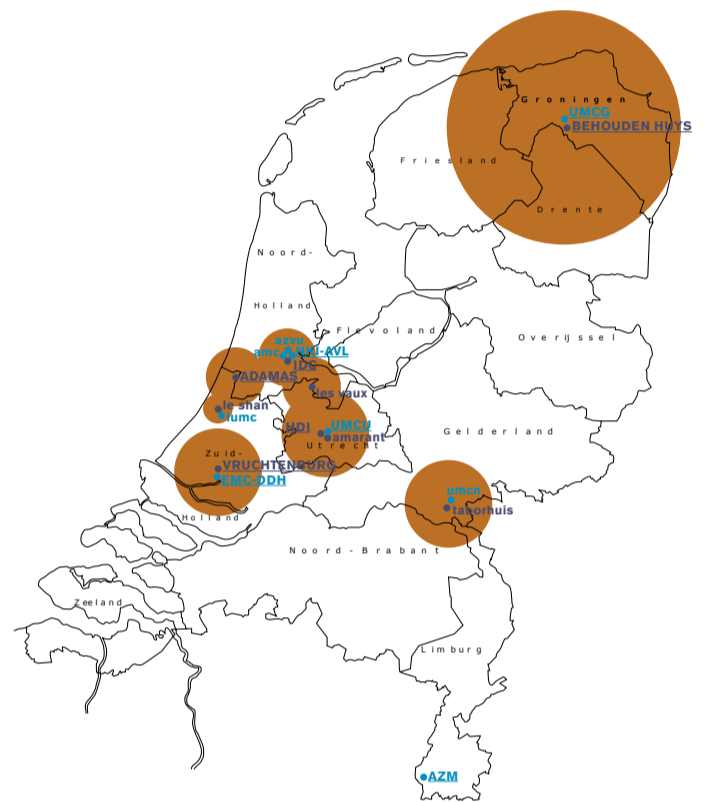 Groningen
UMCG
BEHOUDEN HUYS
Friesland
Drente
Noord-
Holland
Flevoland
azvu
amc
NKI-AVL
IDC
Overijssel
ADAMAS
les vaux
le shan
lumc
HDI
UMCU
amarant
Utrecht
Gelderland
Zuid-
VRUCHTENBURG
EMC-DDH
Holland
umcn
taborhuis
Noord-Brabant
Zeeland
Limburg
AZM